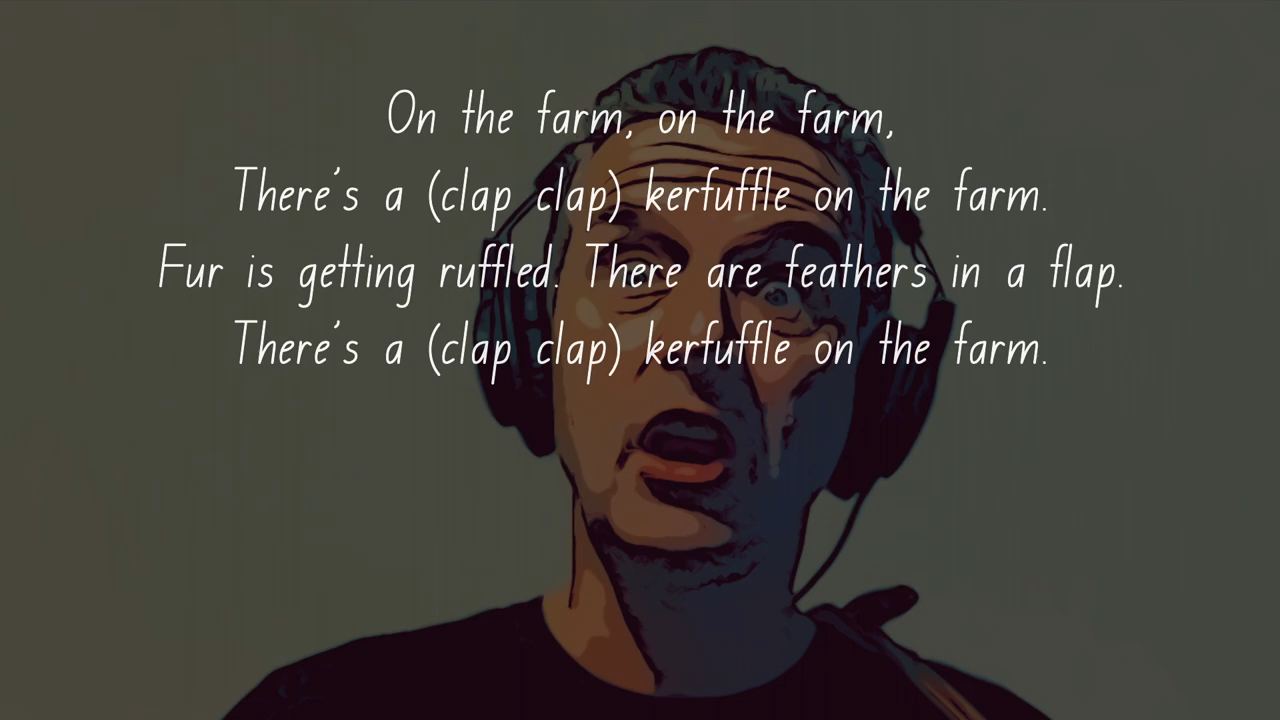 On the farm, on the farm,
There's a (clap clap) kerfuffle on the farm.
Fur is getting ruffled. There are feathers in a flap.
There's a (clap clap) kerfuffle on the farm.